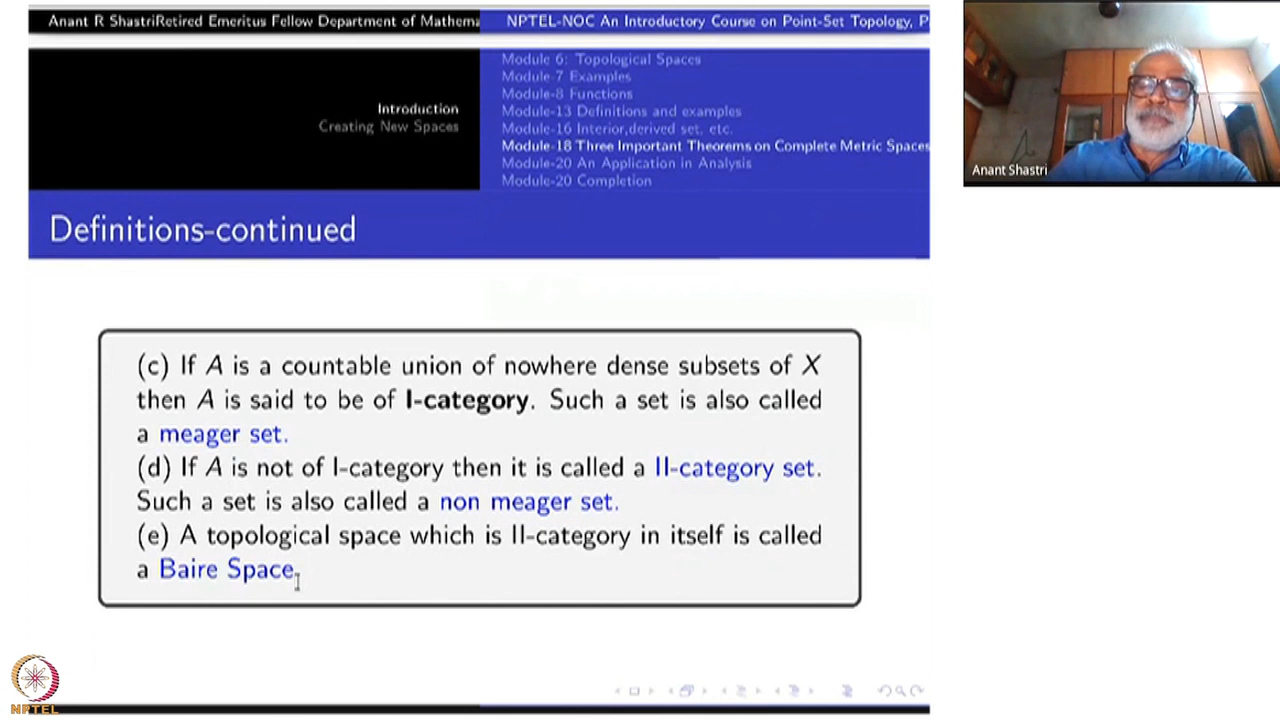 Anant R ShastriRetired Emeritus Fellow Department of Mathema
NPTEL-NOC An Introductory Course on Point-Set Topology, P
Introduction
Creating New Spaces
Module 6: Topological Spaces
Module-7 Examples
Module-8 Functions
Module-13 Definitions and examples
Module-16 Interior,derived set, etc.
Module-18 Three Important Theorems on Complete Metric Spaces
Module-20 An Application in Analysis
Module-20 Completion
Definitions-continued
(c) If A is a countable union of nowhere dense subsets of X
then A is said to be of I-category. Such a set is also called
a meager set.
(d) If A is not of I-category then it is called a II-category set.
Such a set is also called a non meager set.
(e) A topological space which is II-category in itself is called
a Baire Space.
Anant Shastri
NPTEL